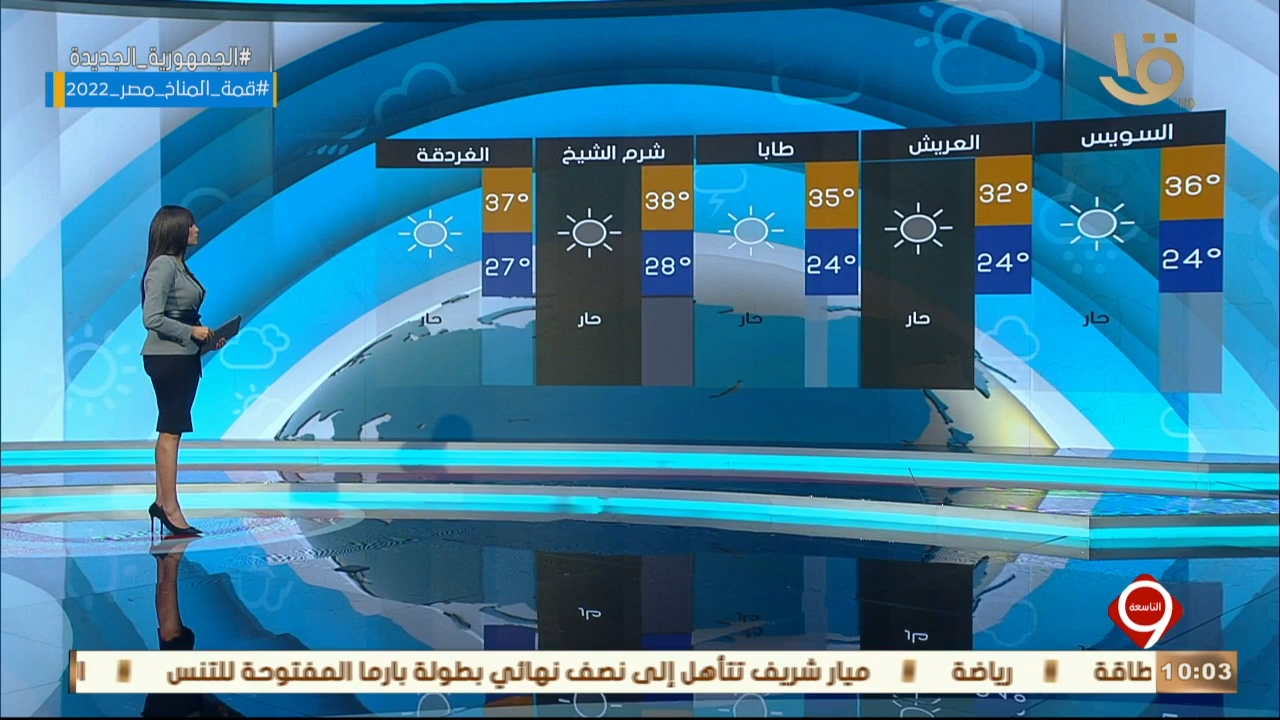 #الجمهورية_الجديدة
#قمة_المناخ_مصر_2022
السويس
36°
24°
حار
العريش
32°
24°
حار
طابا
35°
24°
حار
شرم الشيخ
38°
28°
حار
الغردقة
37°
27°
حار
التاسعة
9
10:03
طاقة
رياضة
ميار شريف تتأهل إلى نصف نهائي بطولة بارما المفتوحة للتنس